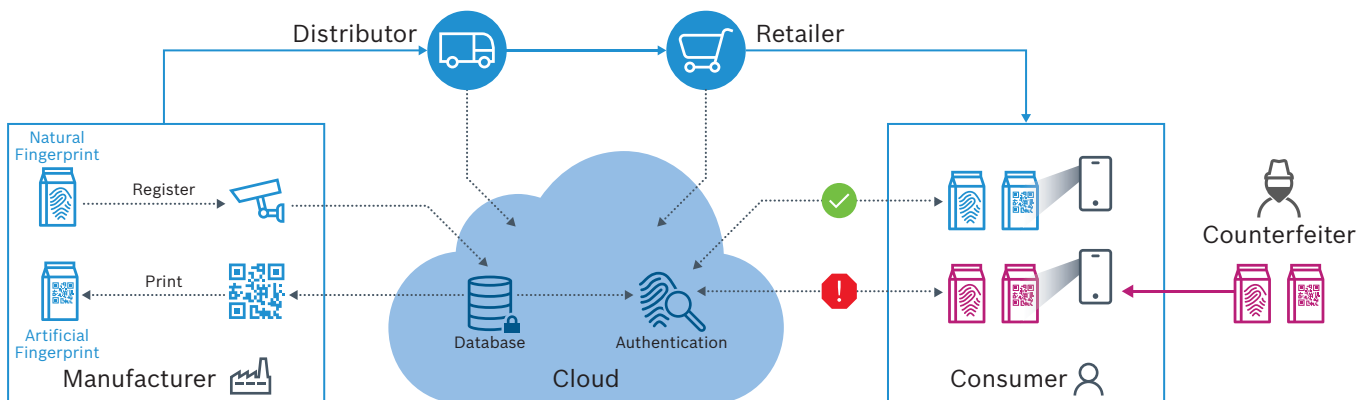 Distributor
Retailer
Natural
Fingerprint
Register
Print
Artificial
Fingerprint
Manufacturer
Database
Authentication
Cloud
Consumer
Counterfeiter